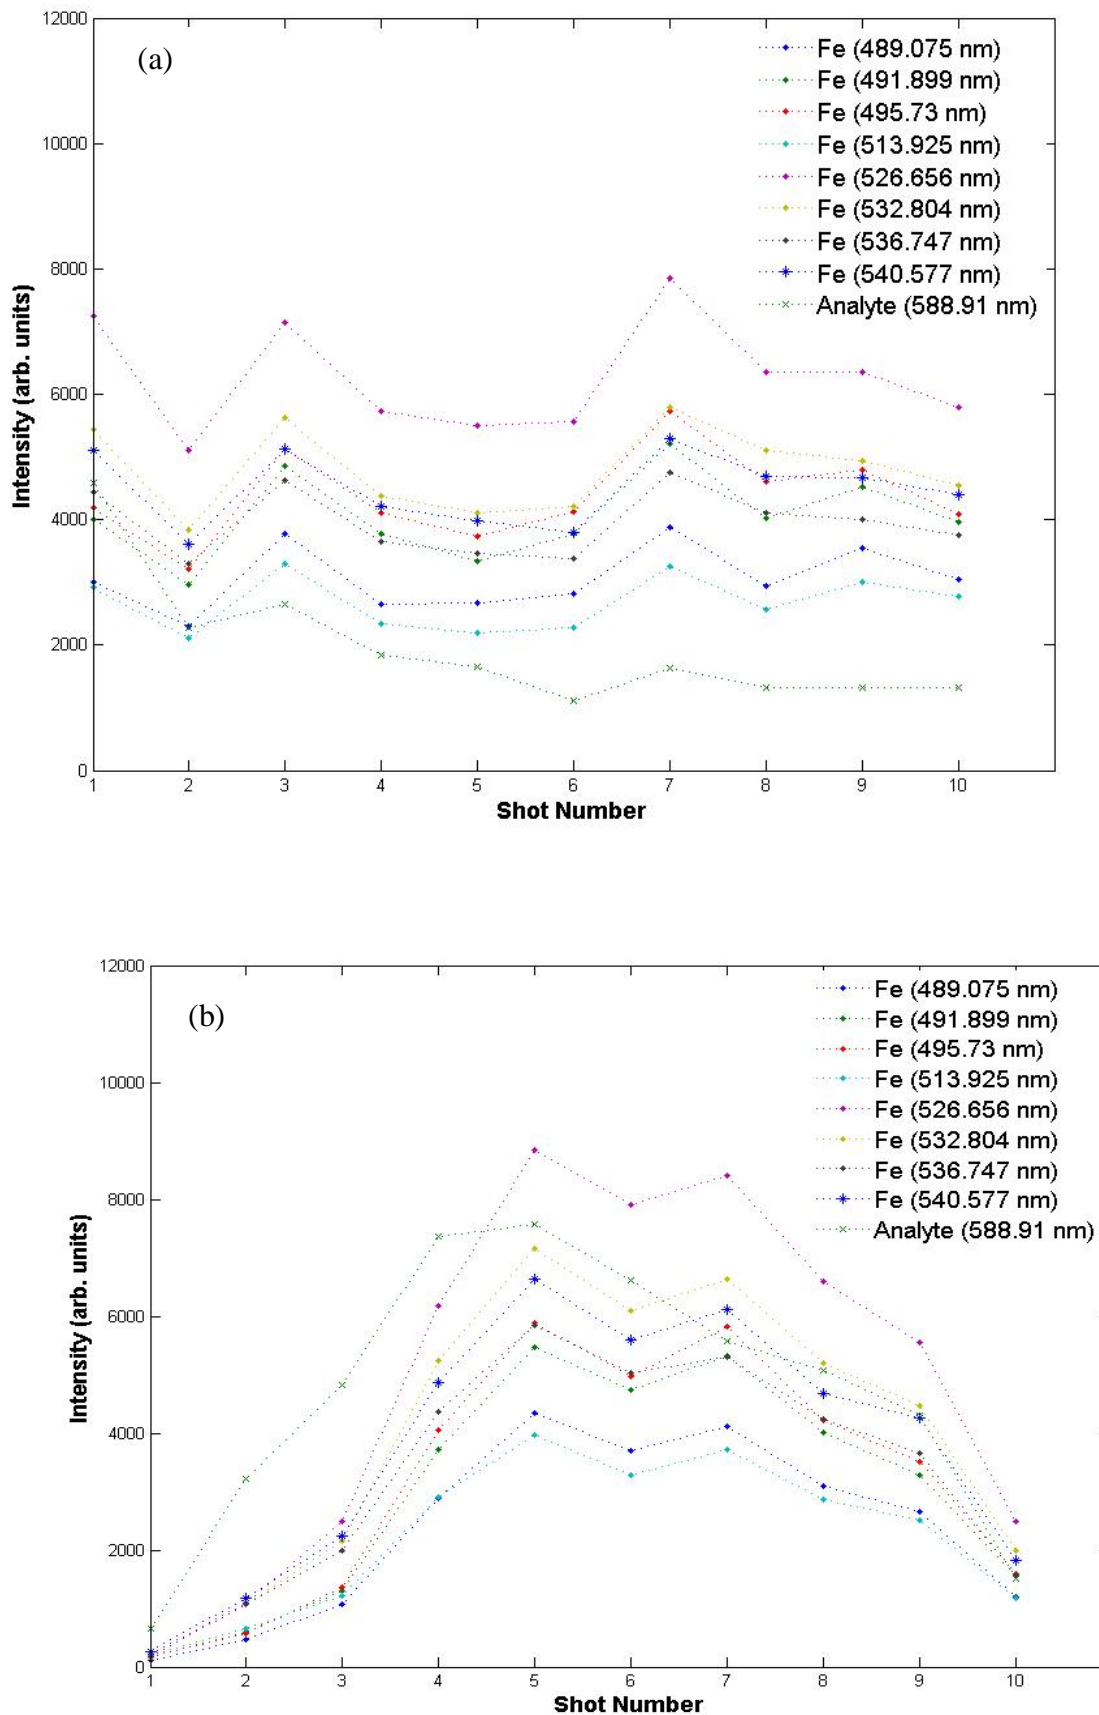 12000
(a)
Fe (489.075 nm)
Fe (491.899 nm)
Fe (495.73 nm)
Fe (513.925 nm)
Fe (526.656 nm)
Fe (532.804 nm)
Fe (536.747 nm)
Fe (540.577 nm)
Analyte (588.91 nm)
10000
8000
6000
4000
2000
0
Intensity (arb. units)
1 2 3 4 5 6 7 8 9 10
Shot Number
12000
(b)
Fe (489.075 nm)
Fe (491.899 nm)
Fe (495.73 nm)
Fe (513.925 nm)
Fe (526.656 nm)
Fe (532.804 nm)
Fe (536.747 nm)
Fe (540.577 nm)
Analyte (588.91 nm)
10000
8000
6000
4000
2000
0
Intensity (arb. units)
1 2 3 4 5 6 7 8 9 10
Shot Number